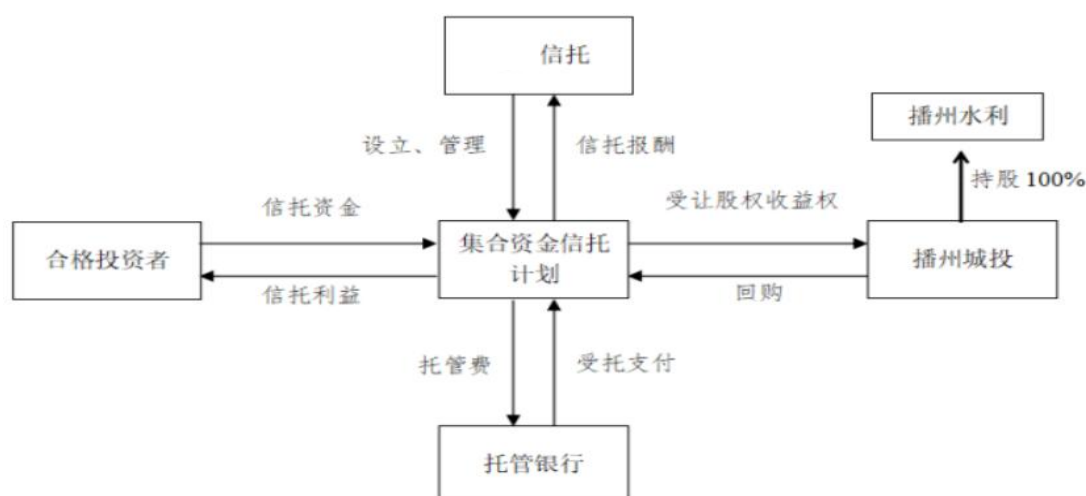 信托
播州水利
设立、管理
信托报酬
持股 100%
信托资金
受让股权收益权
合格投资者
集合资金信托
计划
播州城投
信托利益
回购
托管费
受托支付
托管银行